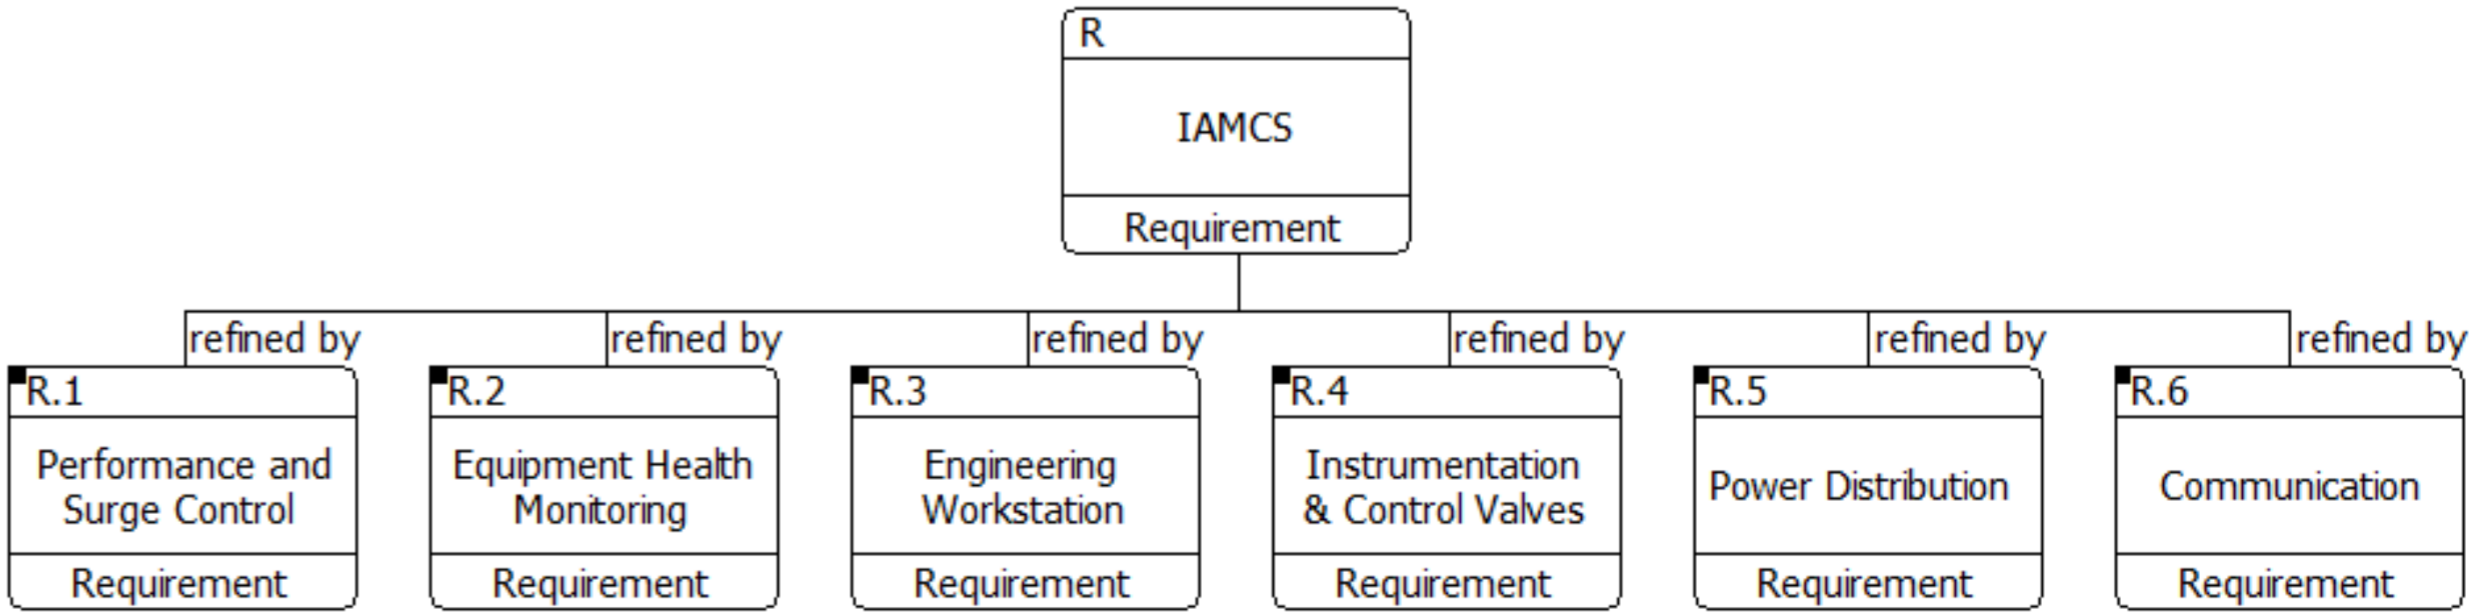 R
IAMCS
Requirement
refined by
refined by
refined by
refined by
refined by
refined by
R.1
Performance and
Surge Control
Requirement
R.2
Equipment Health
Monitoring
Requirement
R.3
Engineering
Workstation
Requirement
R.4
Instrumentation
& Control Valves
Requirement
R.5
Power Distribution
Requirement
R.6
Communication
Requirement